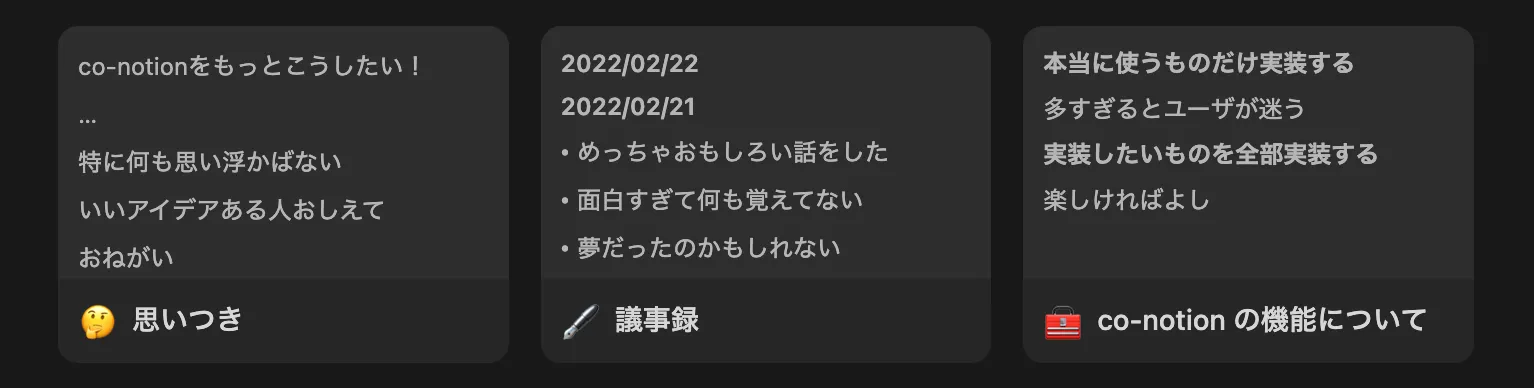 co-notionをもっとこうしたい！
...
特に何も思い浮かばない
いいアイデアある人おしえて
おねがい
🤔 思いつき
2022/02/22
2022/02/21
• めっちゃおもしろい話をした
• 面白すぎて何も覚えてない
• 夢だったのかもしれない
🖋️ 議事録
本当に使うものだけ実装する
多すぎるとユーザが迷う
実装したいものを全部実装する
楽しければよし
🧰 co-notion の機能について